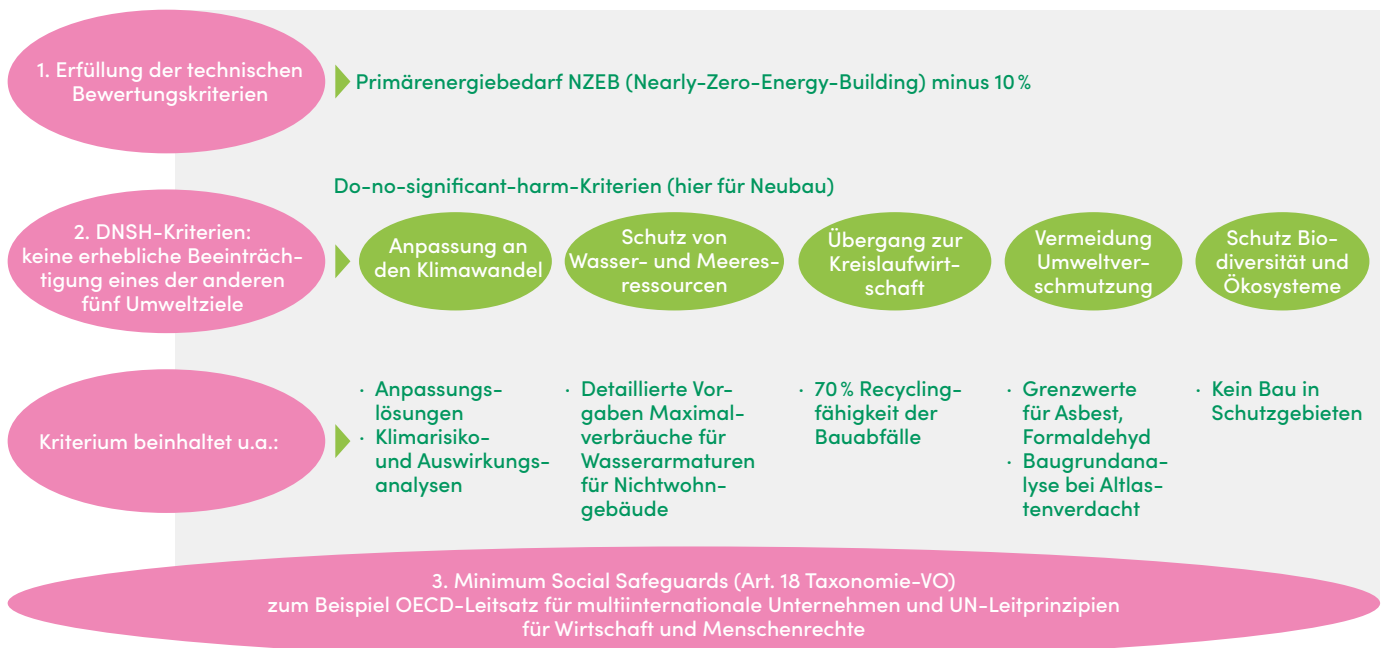 1. Erfüllung der technischen
Bewertungskriterien
Primärenergiebedarf NZEB (Nearly-Zero-Energy-Building) minus 10 %
Do-no-significant-harm-Kriterien (hier für Neubau)
2. DNSH-Kriterien:
keine erhebliche Beeinträch-
tigung eines der anderen
fünf Umweltziele
Anpassung an
den Klimawandel
Schutz von
Wasser- und Meeres-
ressourcen
Übergang zur
Kreislaufwirt-
schaft
Vermeidung
Umweltver-
schmutzung
Schutz Bio-
diversität und
Ökosysteme
Kriterium beinhaltet u.a.:
· Anpassungs-
lösungen
· Klimarisiko-
und Auswirkungs-
analysen
· Detaillierte Vor-
gaben Maximal-
verbräuche für
Wasserarmaturen
für Nichtwohn-
gebäude
· 70 % Recycling-
fähigkeit der
Bauabfälle
· Grenzwerte
für Asbest,
Formaldehyd
· Baugrundana-
lyse bei Altlas-
tenverdacht
· Kein Bau in
Schutzgebieten
3. Minimum Social Safeguards (Art. 18 Taxonomie-VO)
zum Beispiel OECD-Leitsatz für multiinternationale Unternehmen und UN-Leitprinzipien
für Wirtschaft und Menschenrechte